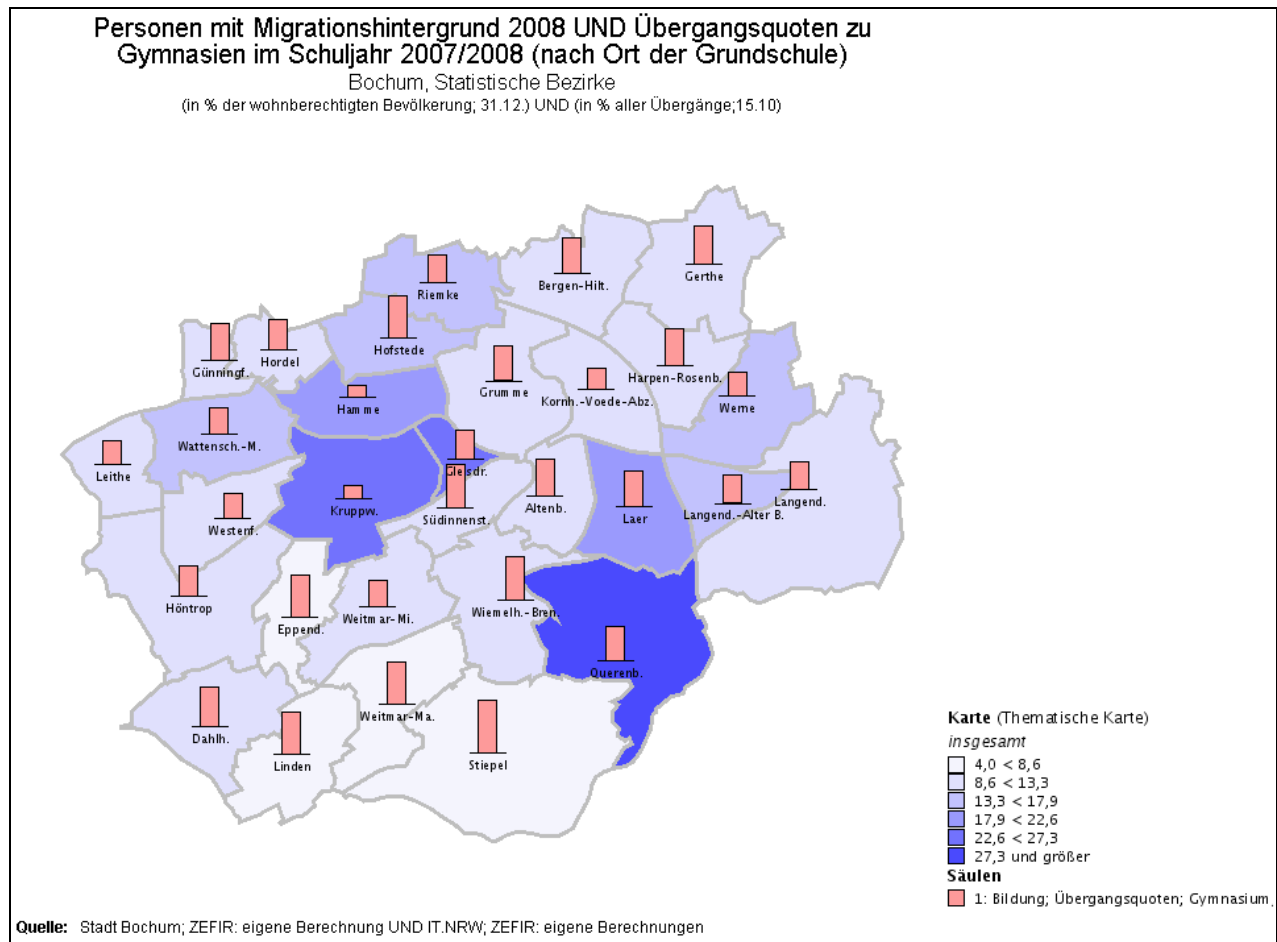 Personen mit Migrationshintergrund 2008 UND Übergangsquoten zu
Gymnasien im Schuljahr 2007/2008 (nach Ort der Grundschule)
Bochum, Statistische Bezirke
(in % der wohnberechtigten Bevölkerung; 31.12.) UND (in % aller Übergänge;15.10)
Gerthe
Bergen-Hilt.
Riemke
Hofstede
Hordel
Günningf.
Harpen-Rosenb.
Grumme
Kornh.-Voede-Abz.
Hamme
Werne
Wattensch.-M.
Leithe
Gleisdr.
Langend.
Kruppw.
Altenb.
Langend.-Alter B.
Südinnenst.
Laer
Westenf.
Höntrop
Wiemelh.-Bren.
Weitmar-Mi.
Eppend.
Querenb.
Weitmar-Ma.
Dahlh.
Linden
Stiepel
Karte (Thematische Karte)
insgesamt
4,0 < 8,6
8,6 < 13,3
13,3 < 17,9
17,9 < 22,6
22,6 < 27,3
27,3 und größer
Säulen
1: Bildung; Übergangsquoten; Gymnasium
Quelle: Stadt Bochum; ZEFIR: eigene Berechnung UND IT.NRW; ZEFIR: eigene Berechnungen